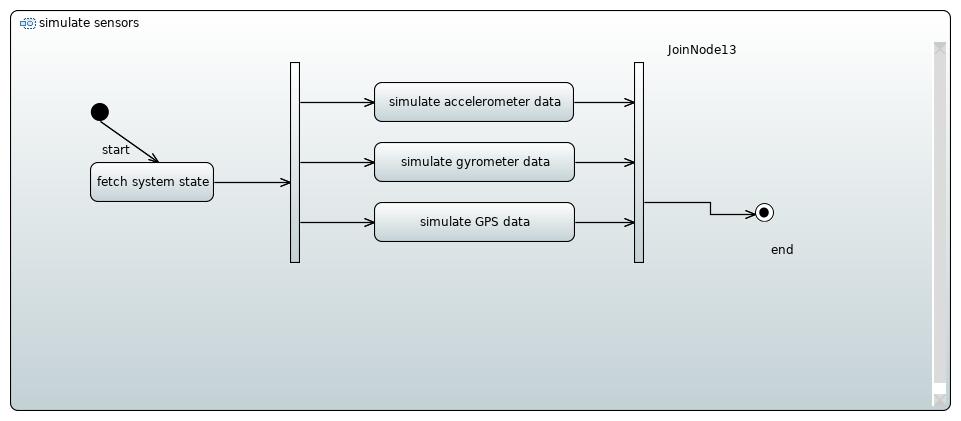 simulate sensors
JoinNode13
simulate accelerometer data
start
simulate gyrometer data
fetch system state
simulate GPS data
end